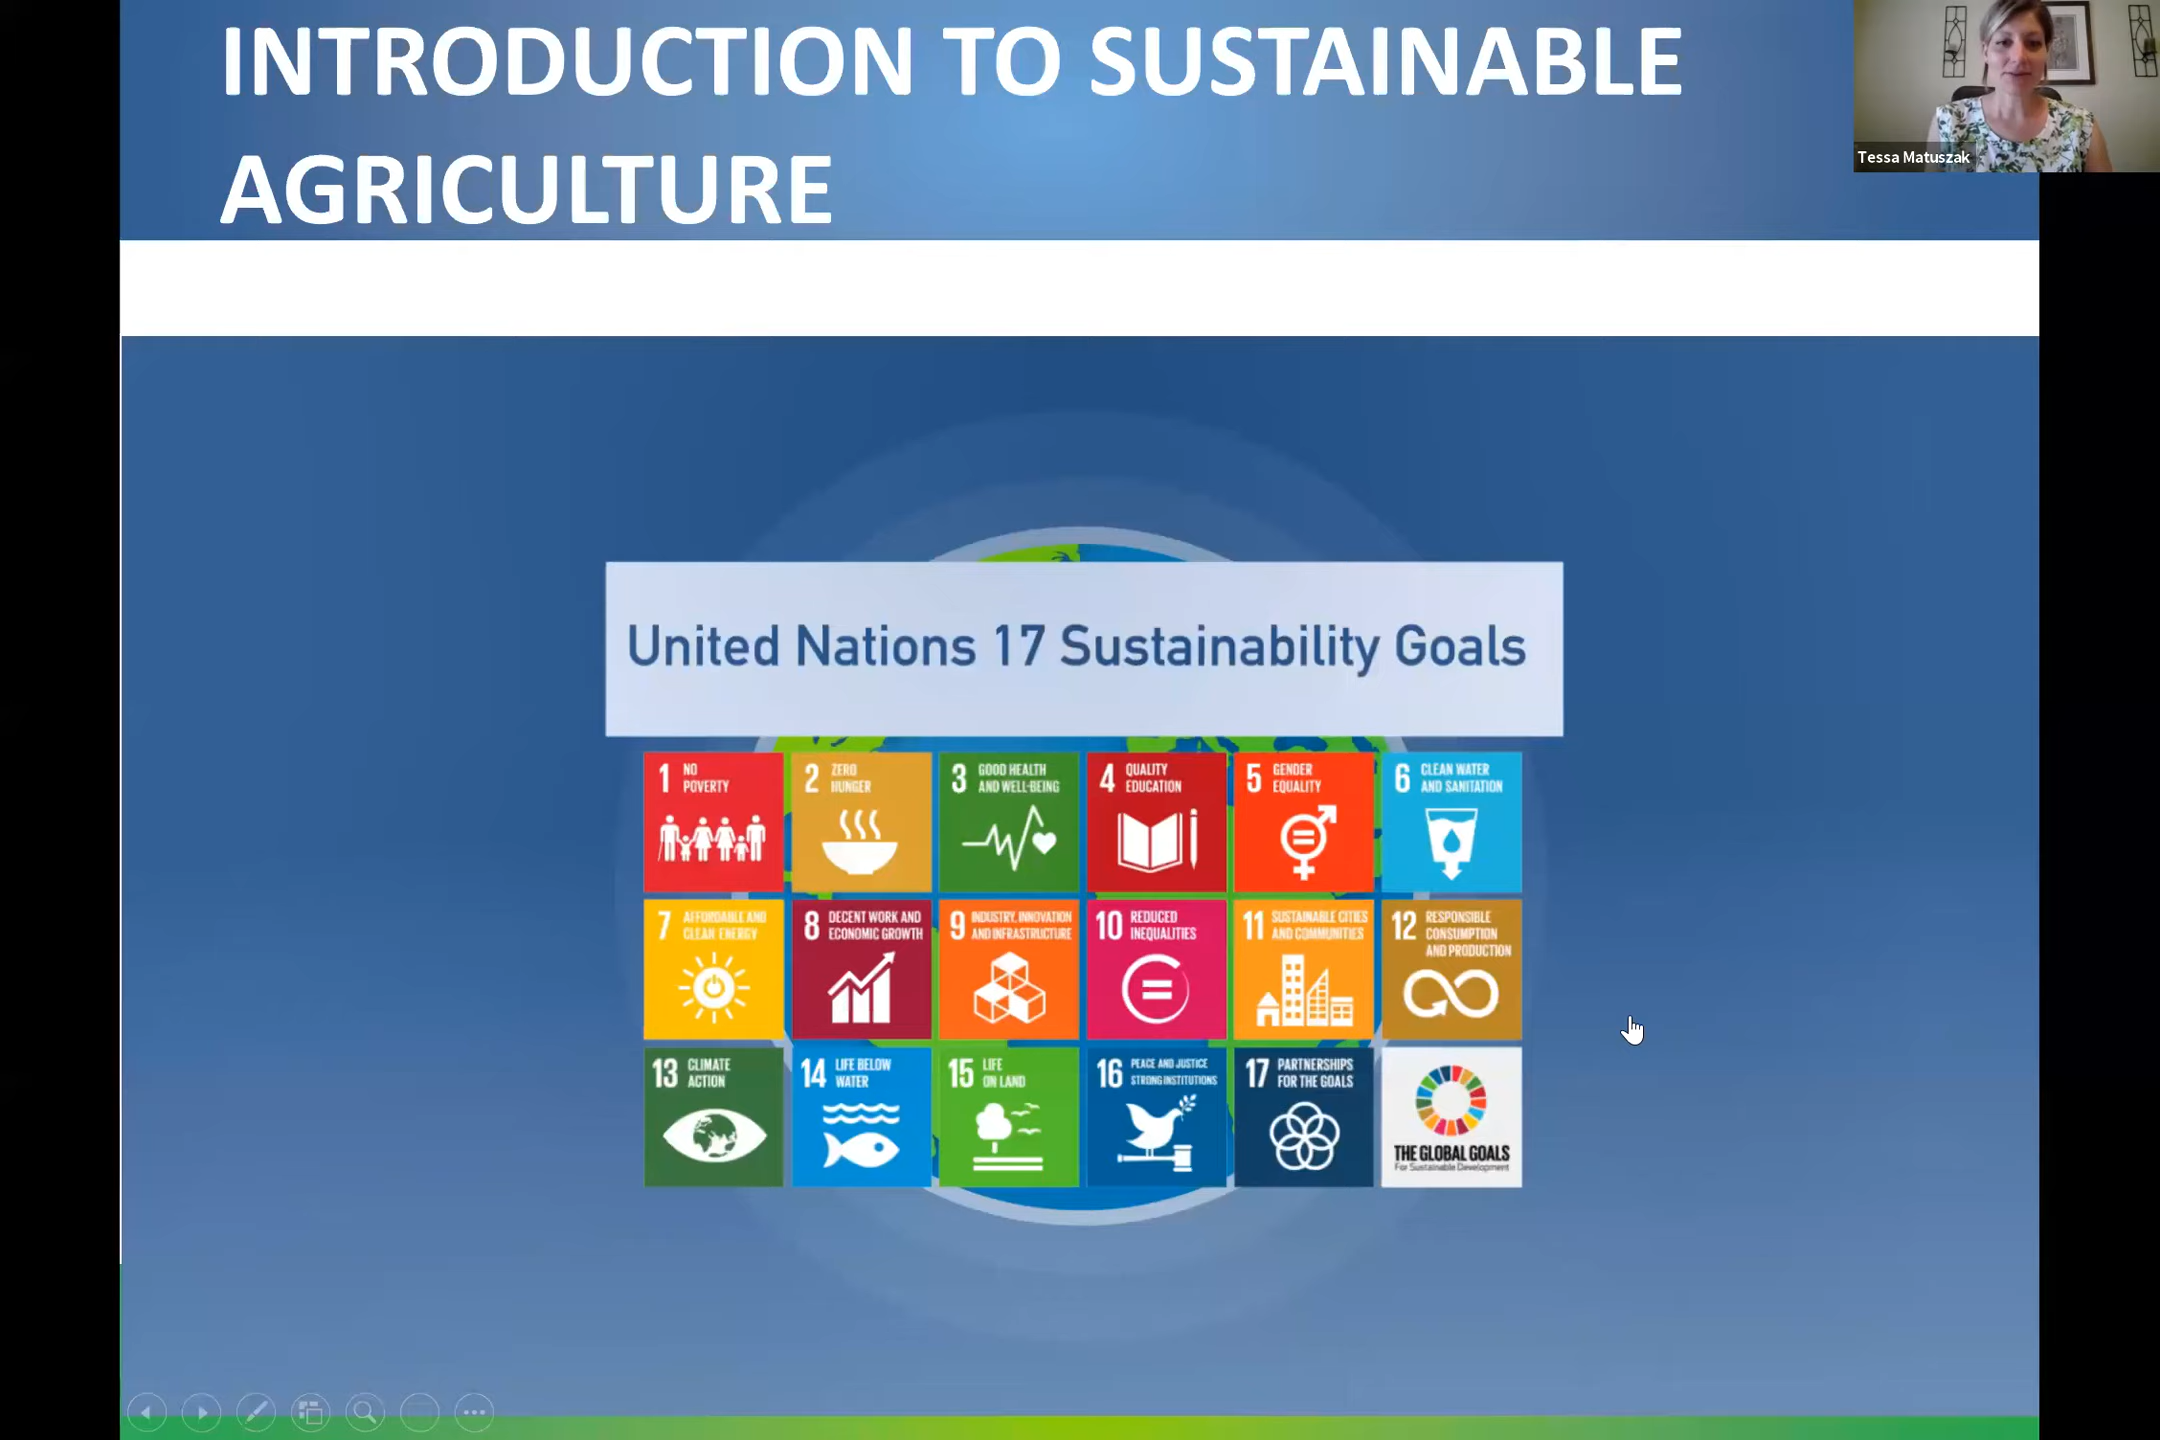 INTRODUCTION TO SUSTAINABLE
AGRICULTURE
Tessa Matuszak
United Nations 17 Sustainability Goals
1 NO
POVERTY
2 ZERO
HUNGER
3 GOOD HEALTH
AND WELL-BEING
4 QUALITY
EDUCATION
5 GENDER
EQUALITY
6 CLEAN WATER
AND SANITATION
7 AFFORDABLE AND
CLEAN ENERGY
8 DECENT WORK AND
ECONOMIC GROWTH
9 INDUSTRY, INNOVATION
AND INFRASTRUCTURE
10 REDUCED
INEQUALITIES
11 SUSTAINABLE CITIES
AND COMMUNITIES
12 RESPONSIBLE
CONSUMPTION
AND PRODUCTION
13 CLIMATE
ACTION
14 LIFE BELOW
WATER
15 LIFE
ON LAND
16 PEACE AND JUSTICE
STRONG INSTITUTIONS
17 PARTNERSHIPS
FOR THE GOALS
THE GLOBAL GOALS
For Sustainable Development